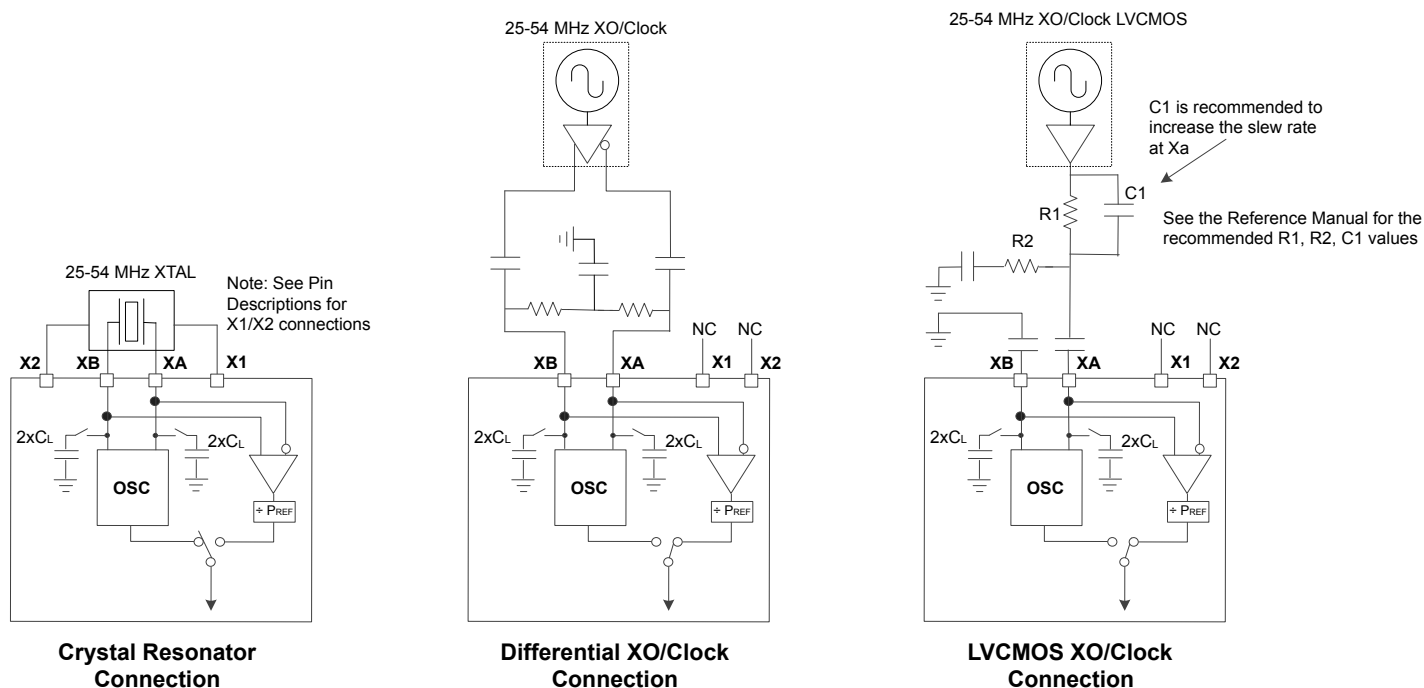 25-54 MHz XTAL
Note: See Pin
Descriptions for
X1/X2 connections
X2
XB
XA
X1
2xCL
2xCL
OSC
÷ PREF
Crystal Resonator
Connection
25-54 MHz XO/Clock
NC
NC
XB
XA
X1
X2
2xCL
2xCL
OSC
÷ PREF
Differential XO/Clock
Connection
25-54 MHz XO/Clock LVCMOS
C1 is recommended to
increase the slew rate
at Xa
C1
R1
See the Reference Manual for the
recommended R1, R2, C1 values
R2
NC
NC
XB
XA
X1
X2
2xCL
2xCL
OSC
÷ PREF
LVCMOS XO/Clock
Connection